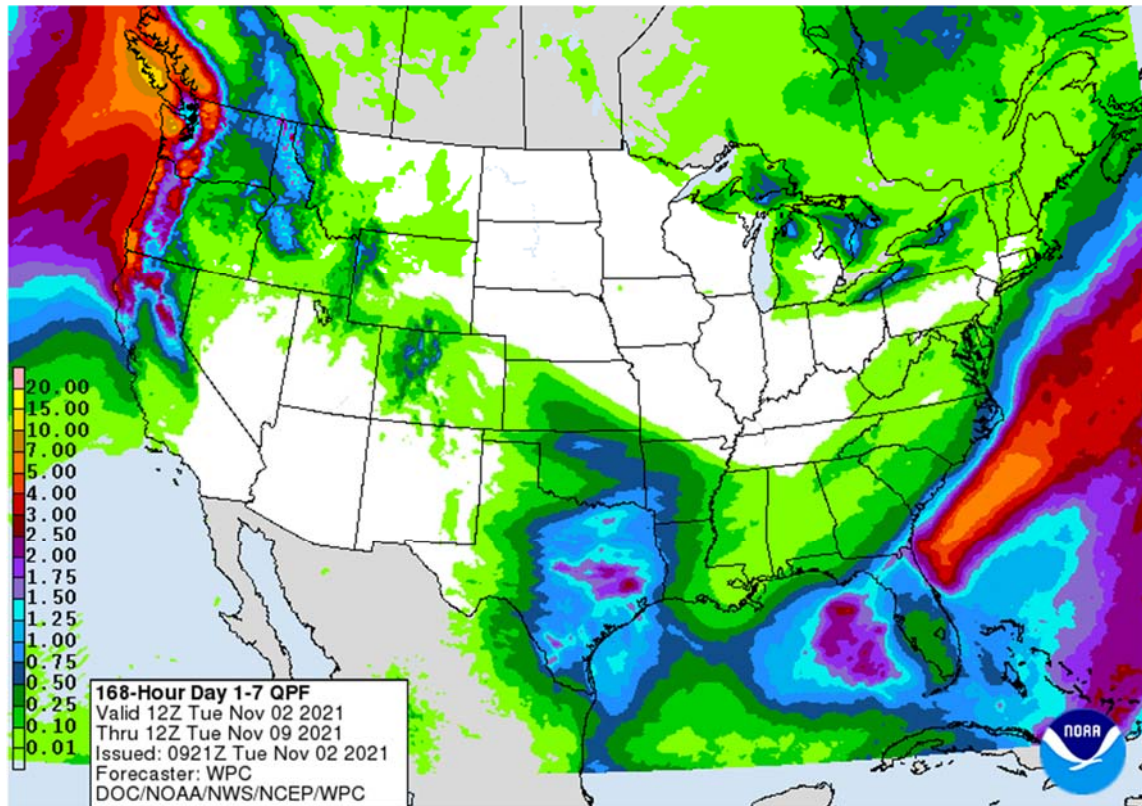 20.00
15.00
10.00
7.00
5.00
4.00
3.00
2.50
2.00
1.75
1.50
1.25
1.00
0.75
0.50
0.25
0.10
0.01
168-Hour Day 1-7 QPF
Valid 12Z Tue Nov 02 2021
Thru 12Z Tue Nov 09 2021
Issued: 0921Z Tue Nov 02 2021
Forecaster: WPC
DOC/NOAA/NWS/NCEP/WPC
NOAA